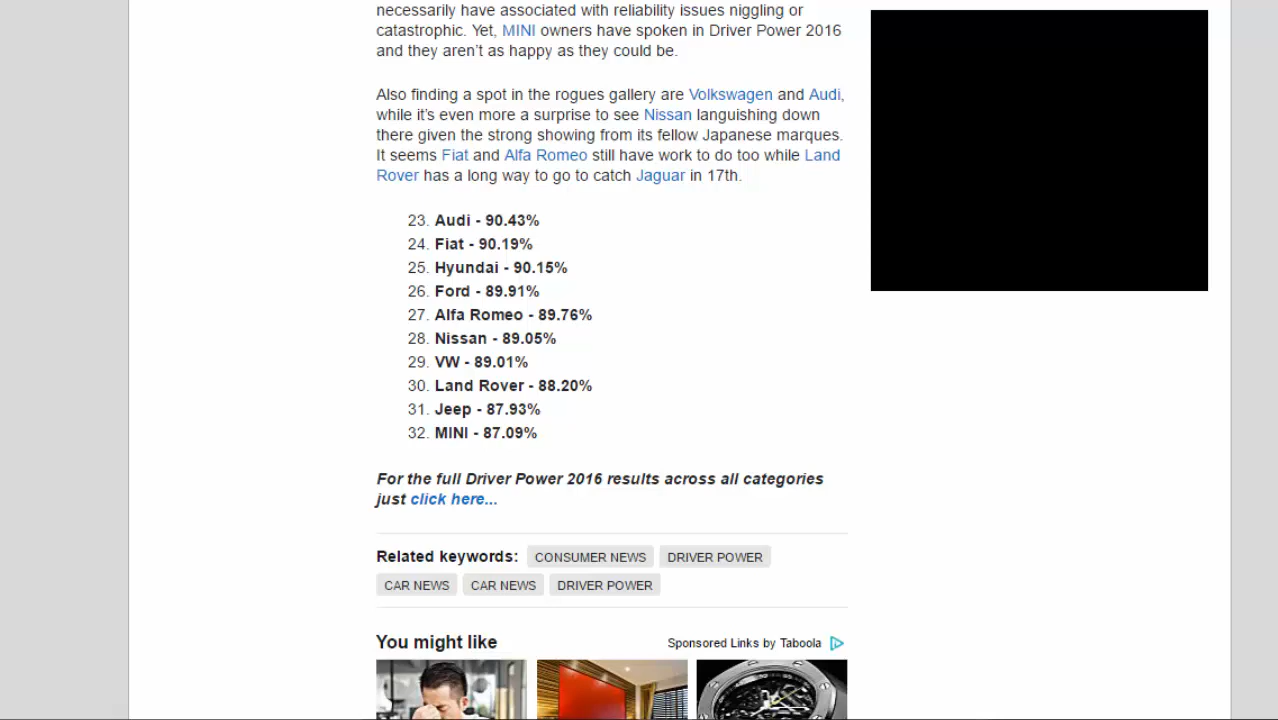 necessarily have associated with reliability issues niggling or
catastrophic. Yet, MINI owners have spoken in Driver Power 2016
and they aren’t as happy as they could be.
Also finding a spot in the rogues gallery are Volkswagen and Audi,
while it’s even more a surprise to see Nissan languishing down
there given the strong showing from its fellow Japanese marques.
It seems Fiat and Alfa Romeo still have work to do too while Land
Rover has a long way to go to catch Jaguar in 17th.
23. Audi - 90.43%
24. Fiat - 90.19%
25. Hyundai - 90.15%
26. Ford - 89.91%
27. Alfa Romeo - 89.76%
28. Nissan - 89.05%
29. VW - 89.01%
30. Land Rover - 88.20%
31. Jeep - 87.93%
32. MINI - 87.09%
For the full Driver Power 2016 results across all categories
just click here...
Related keywords: CONSUMER NEWS DRIVER POWER
CAR NEWS CAR NEWS DRIVER POWER
You might like Sponsored Links by Taboola